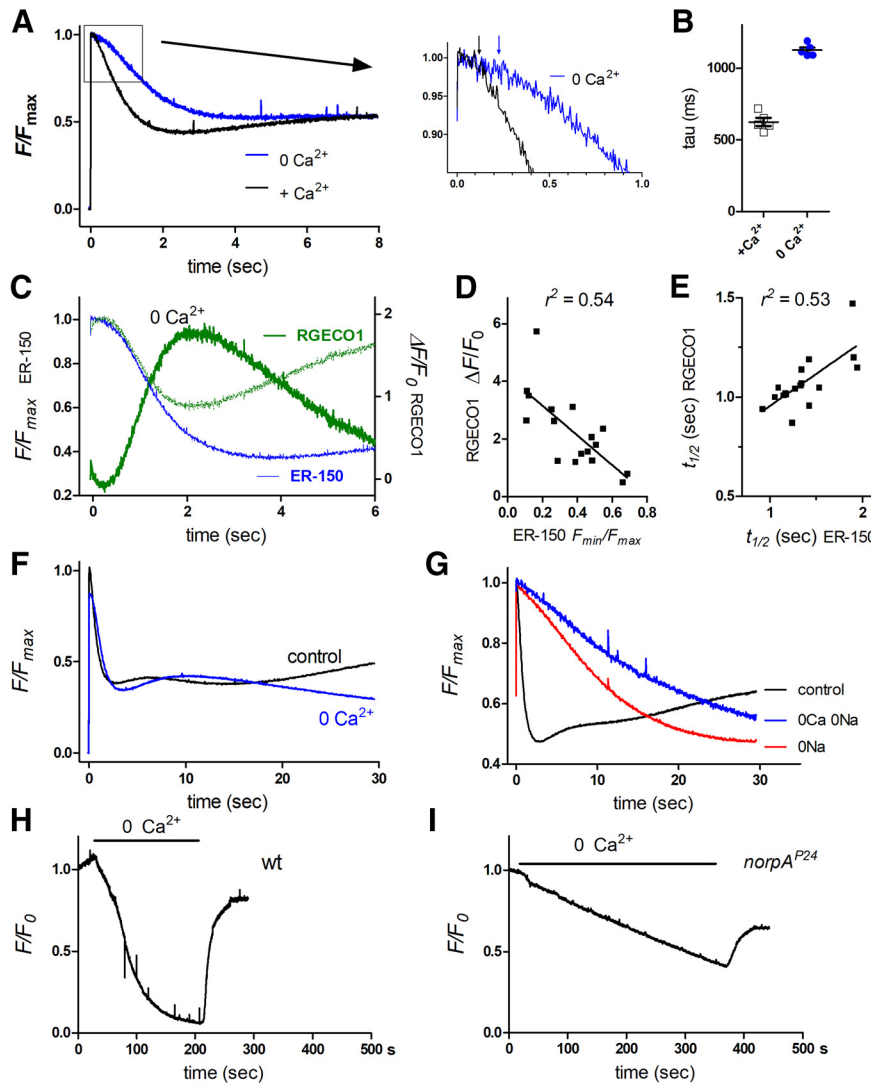 A
F/Fmax
1.0
0.5
0.0
0 Ca2+
+ Ca2+
0
2
4
6
8
time (sec)
1.00
0.95
0.90
0 Ca2+
0.0
0.5
1.0
B
tau (ms)
1000
500
0
+Ca2+
0 Ca2+
C
F/Fmax ER-150
1.0
0.8
0.6
0.4
0.2
0 Ca2+
RGECO1
ER-150
2
1
0
ΔF/F0 RGECO1
0
2
4
6
time (sec)
D
r2 = 0.54
RGECO1 ΔF/F0
8
6
4
2
0
0.0
0.2
0.4
0.6
0.8
ER-150 Fmin/Fmax
E
r2 = 0.53
t1/2 (sec) RGECO1
1.5
1.0
0.5
1
2
t1/2 (sec) ER-150
F
F/Fmax
1.0
0.5
0.0
control
0 Ca2+
0
10
20
30
time (sec)
G
F/Fmax
1.0
0.8
0.6
0.4
control
0Ca 0Na
0Na
0
10
20
30
time (sec)
H
0 Ca2+
wt
F/F0
1.0
0.5
0.0
0
100
200
300
400
500 s
time (sec)
I
0 Ca2+
norpAP24
F/F0
1.0
0.5
0.0
0
100
200
300
400
500 s
time (sec)